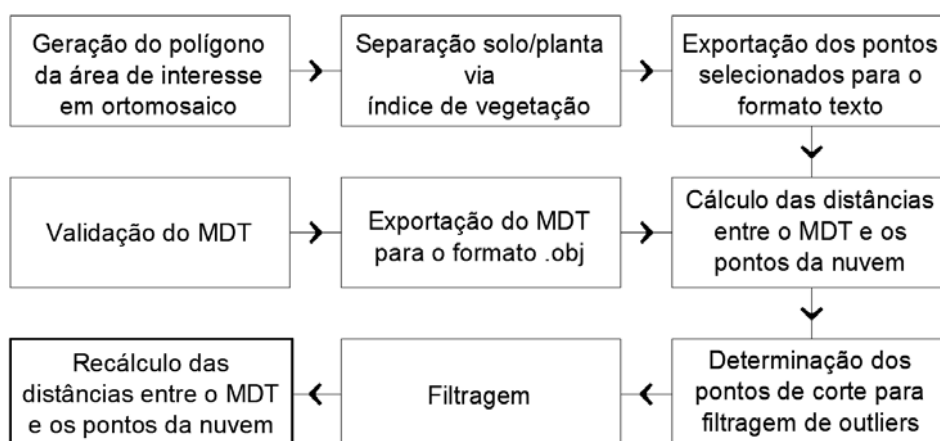 Geração do polígono
da área de interesse
em ortomosaico
Separação solo/planta
via
índice de vegetação
Exportação dos pontos
selecionados para o
formato texto
Validação do MDT
Exportação do MDT
para o formato .obj
Cálculo das distâncias
entre o MDT e os
pontos da nuvem
Recálculo das
distâncias entre o MDT
e os pontos da nuvem
Filtragem
Determinação dos
pontos de corte para
filtragem de outliers